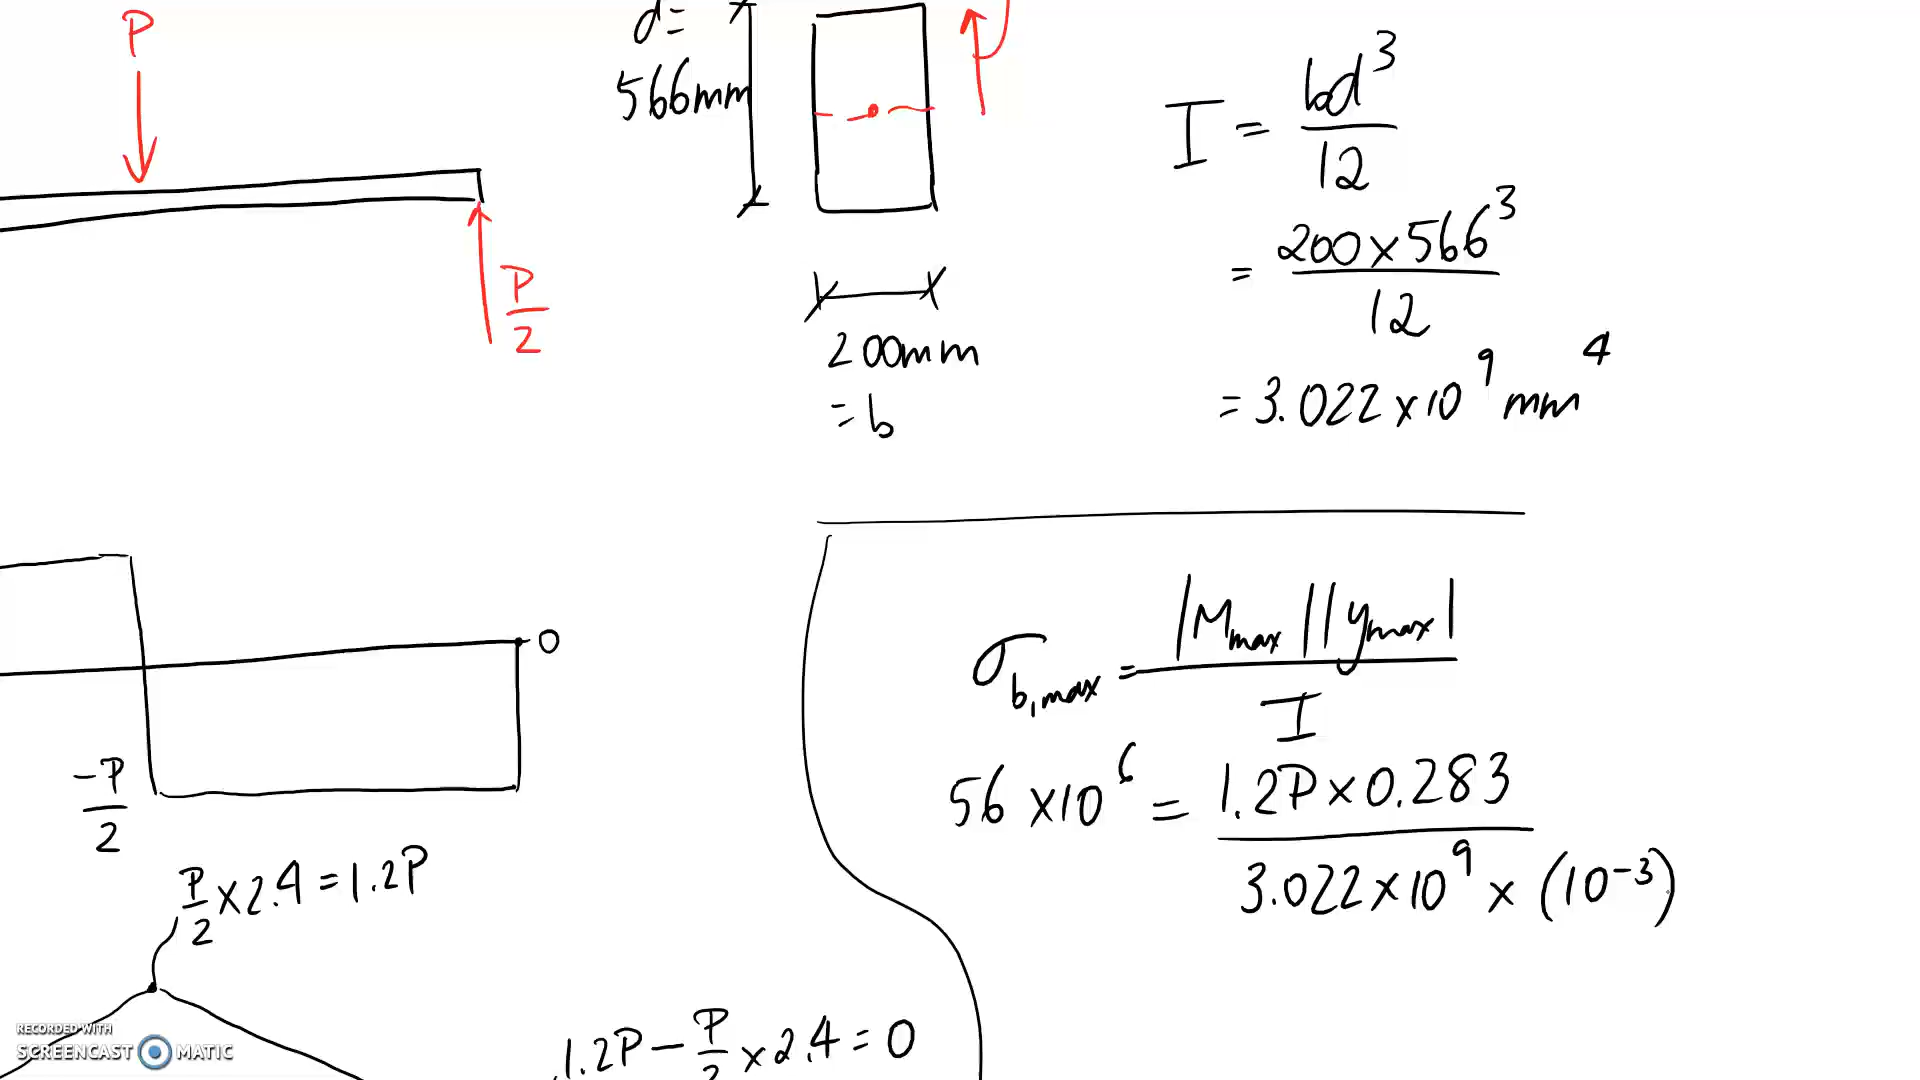 P
d=
566mm
P
P/2
200mm
=b
I = bd³/12
= 200×566³/12
= 3.022×10⁹ mm⁴
0
-P/2
P/2 ×2.4=1.2P
1.2P-P/2 ×2.4=0
σb,max = |Mmax||ymax|/I
56×10⁶ = 1.2P×0.283/3.022×10⁹×(10⁻³)
RECORDED WITH
SCREENCAST MATIC